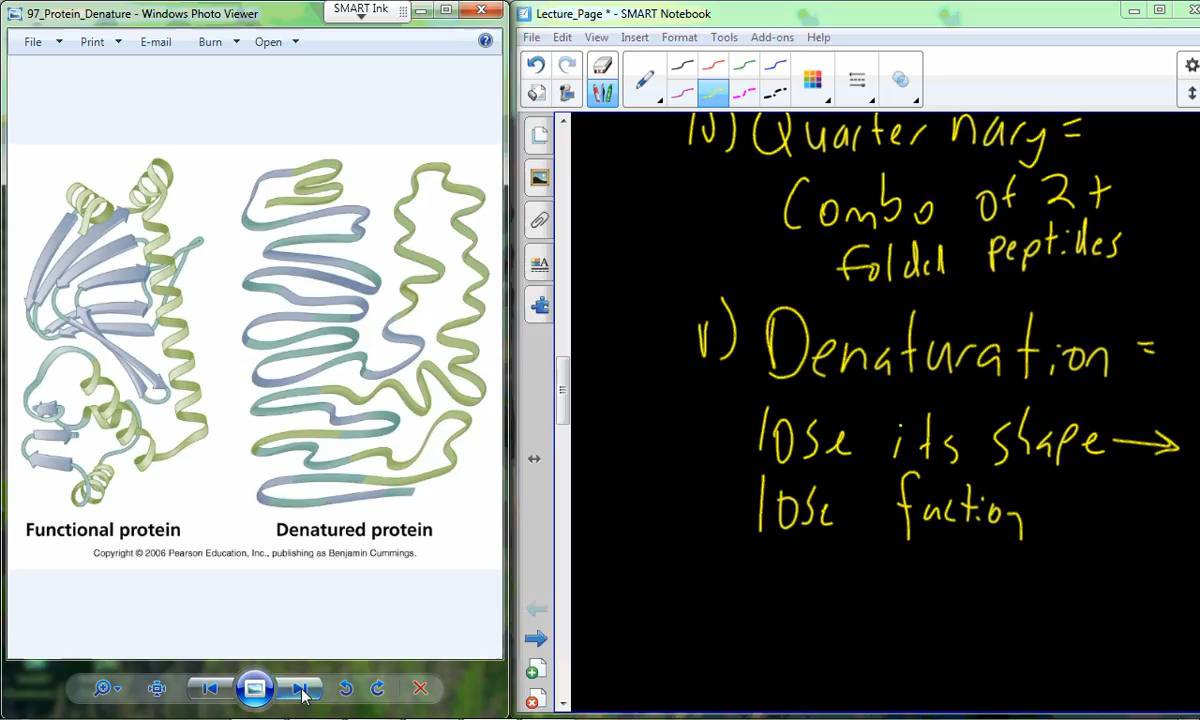 97_Protein_Denature - Windows Photo Viewer
SMART Ink
File Print E-mail Burn Open
Functional protein
Denatured protein
Copyright © 2006 Pearson Education, Inc., publishing as Benjamin Cummings.
Lecture_Page * - SMART Notebook
File Edit View Insert Format Tools Add-ons Help
IV) Quarter nary =
Combo of 2+
folded peptides
V) Denaturation =
lose its shape →
lose fuction